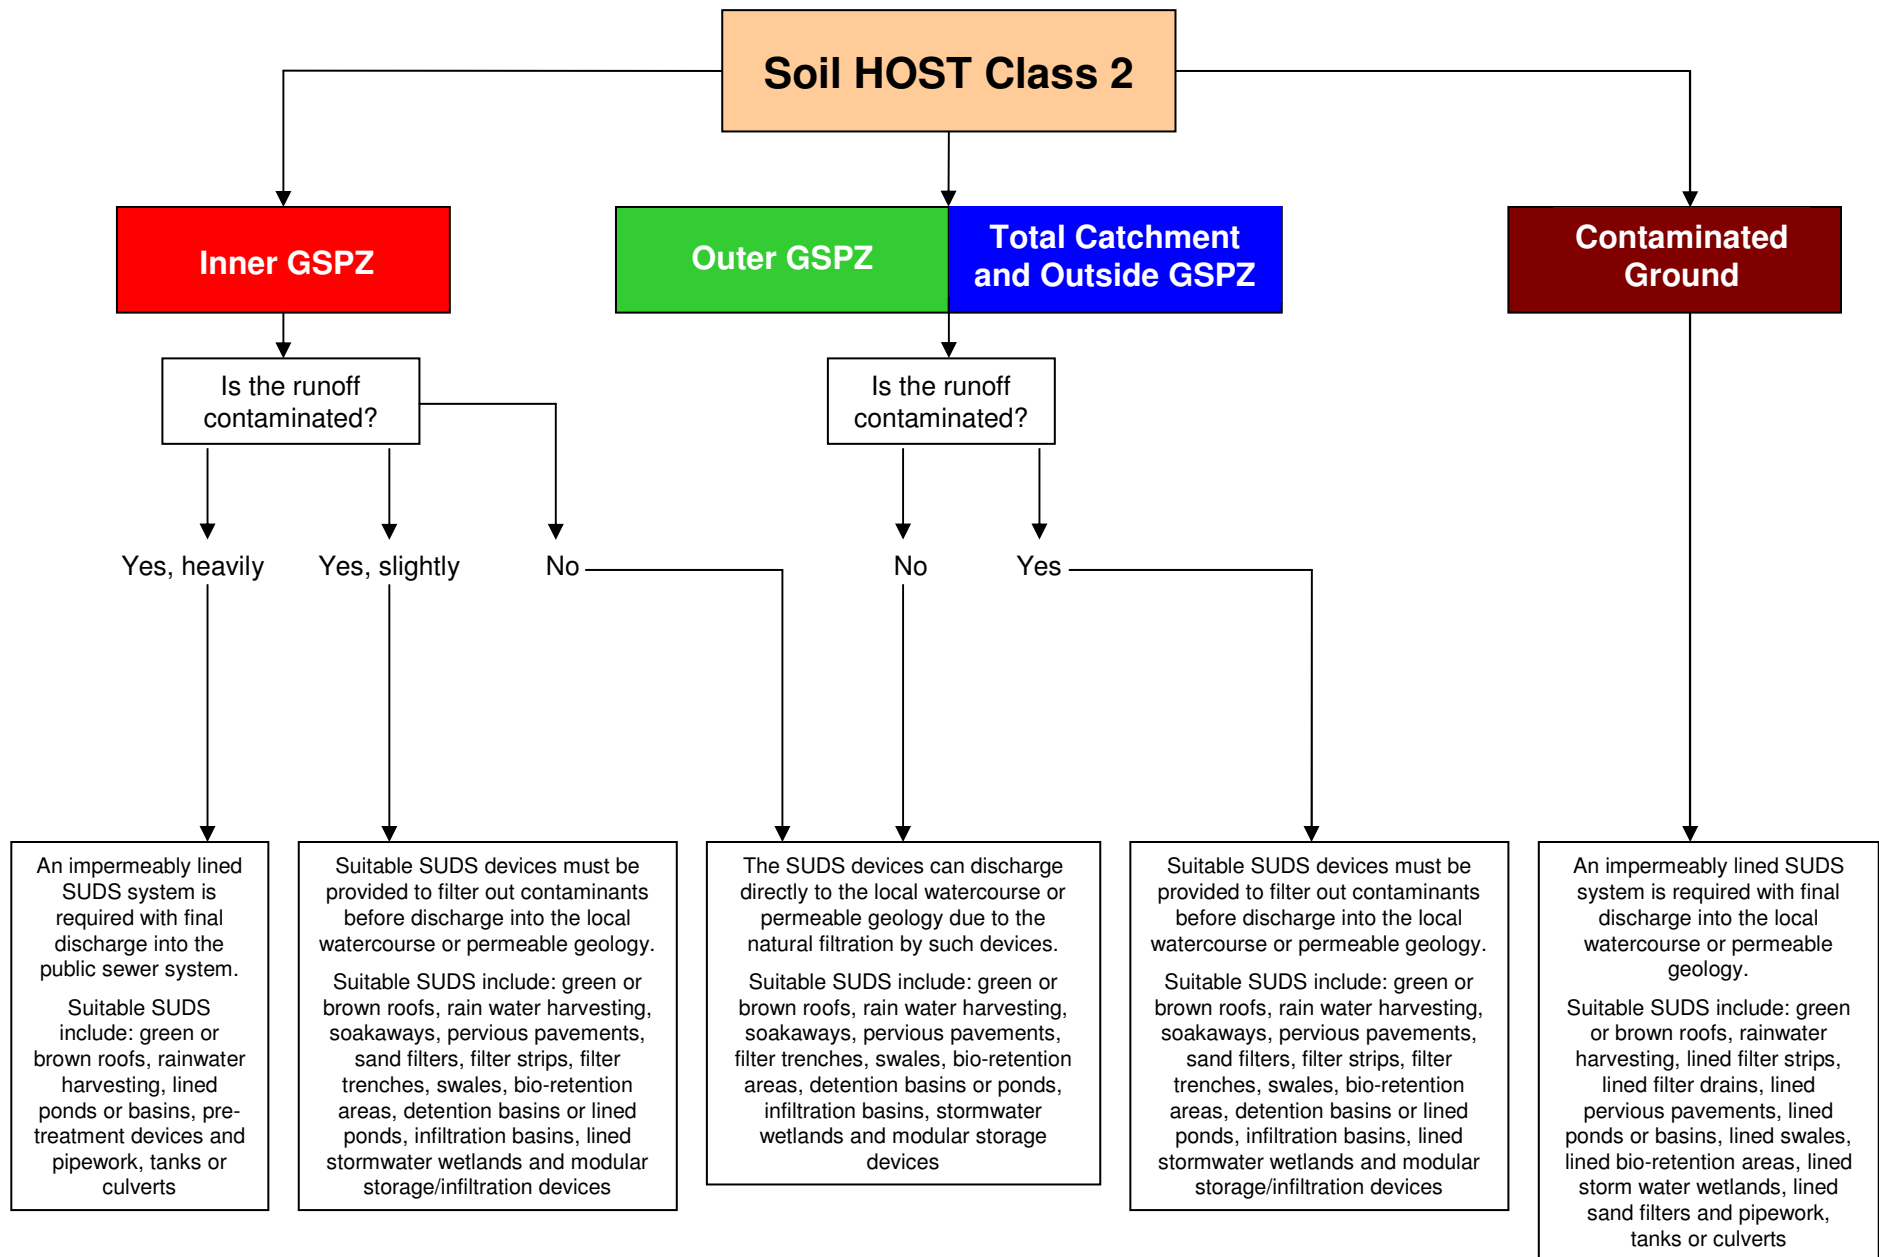 Soil HOST Class 2
Inner GSPZ
Outer GSPZ
Total Catchment
and Outside GSPZ
Contaminated
Ground
Is the runoff
contaminated?
Is the runoff
contaminated?
Yes, heavily
Yes, slightly
No
No
Yes
An impermeably lined
SUDS system is
required with final
discharge into the
public sewer system.
Suitable SUDS
include: green or
brown roofs, rainwater
harvesting, lined
ponds or basins, pre-
treatment devices and
pipework, tanks or
culverts
Suitable SUDS devices must be
provided to filter out contaminants
before discharge into the local
watercourse or permeable geology.
Suitable SUDS include: green or
brown roofs, rain water harvesting,
soakaways, pervious pavements,
sand filters, filter strips, filter
trenches, swales, bio-retention
areas, detention basins or lined
ponds, infiltration basins, lined
stormwater wetlands and modular
storage/infiltration devices
The SUDS devices can discharge
directly to the local watercourse or
permeable geology due to the
natural filtration by such devices.
Suitable SUDS include: green or
brown roofs, rain water harvesting,
soakaways, pervious pavements,
filter trenches, swales, bio-retention
areas, detention basins or ponds,
infiltration basins, stormwater
wetlands and modular storage
devices
Suitable SUDS devices must be
provided to filter out contaminants
before discharge into the local
watercourse or permeable geology.
Suitable SUDS include: green or
brown roofs, rain water harvesting,
soakaways, pervious pavements,
sand filters, filter strips, filter
trenches, swales, bio-retention
areas, detention basins or lined
ponds, infiltration basins, lined
stormwater wetlands and modular
storage/infiltration devices
An impermeably lined SUDS
system is required with final
discharge into the local
watercourse or permeable
geology.
Suitable SUDS include: green
or brown roofs, rainwater
harvesting, lined filter strips,
lined filter drains, lined
pervious pavements, lined
ponds or basins, lined swales,
lined bio-retention areas, lined
storm water wetlands, lined
sand filters and pipework,
tanks or culverts